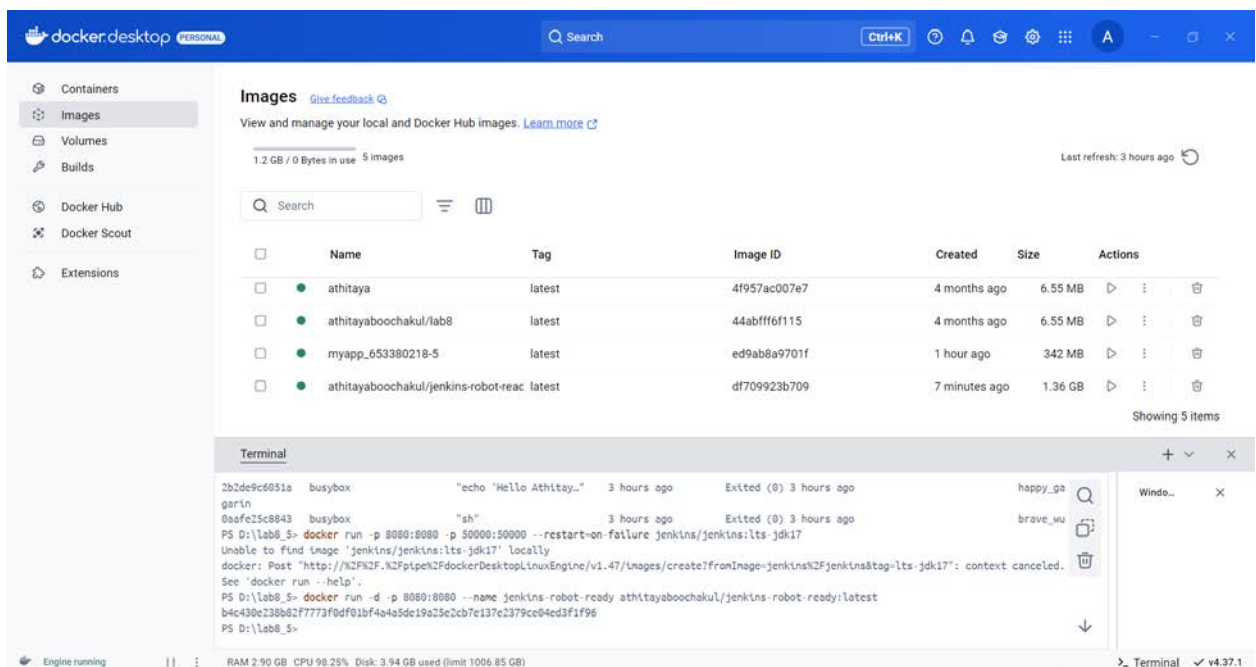 docker.desktop PERSONAL
Search Ctrl+K A
Containers
Images
Volumes
Builds
Docker Hub
Docker Scout
Extensions
Images Give feedback
View and manage your local and Docker Hub images. Learn more
1.2 GB / 0 Bytes in use 5 images
Last refresh: 3 hours ago
Search
Name Tag Image ID Created Size Actions
athitaya latest 4f957ac007e7 4 months ago 6.55 MB
athitayaboochakul/lab8 latest 44abfff6f115 4 months ago 6.55 MB
myapp_653380218-5 latest ed9ab8a9701f 1 hour ago 342 MB
athitayaboochakul/jenkins-robot-reac latest df709923b709 7 minutes ago 1.36 GB
Showing 5 items
Terminal
2b2de9c6051a busybox "echo 'Hello Athitay…" 3 hours ago Exited (0) 3 hours ago happy_ga
garin
0aafe25c8843 busybox "sh" 3 hours ago Exited (0) 3 hours ago brave_wu
PS D:\lab8_5> docker run -p 8080:8080 -p 50000:50000 --restart=on-failure jenkins/jenkins:lts-jdk17
Unable to find image 'jenkins/jenkins:lts-jdk17' locally
docker: Post "http://%2F%2F.%2Fpipe%2FdockerDesktopLinuxEngine/v1.47/images/create?fromImage=jenkins%2Fjenkins&tag=lts-jdk17": context canceled.
See 'docker run --help'.
PS D:\lab8_5> docker run -d -p 8080:8080 --name jenkins-robot-ready athitayaboochakul/jenkins-robot-ready:latest
b4c430e238b82f7773f0df01bf4a4a5de19a25e2cb7e137e2379ce04ed3f1f96
PS D:\lab8_5>
Windo…
Engine running
RAM 2.90 GB CPU 98.25% Disk: 3.94 GB used (limit 1006.85 GB)
Terminal v4.37.1